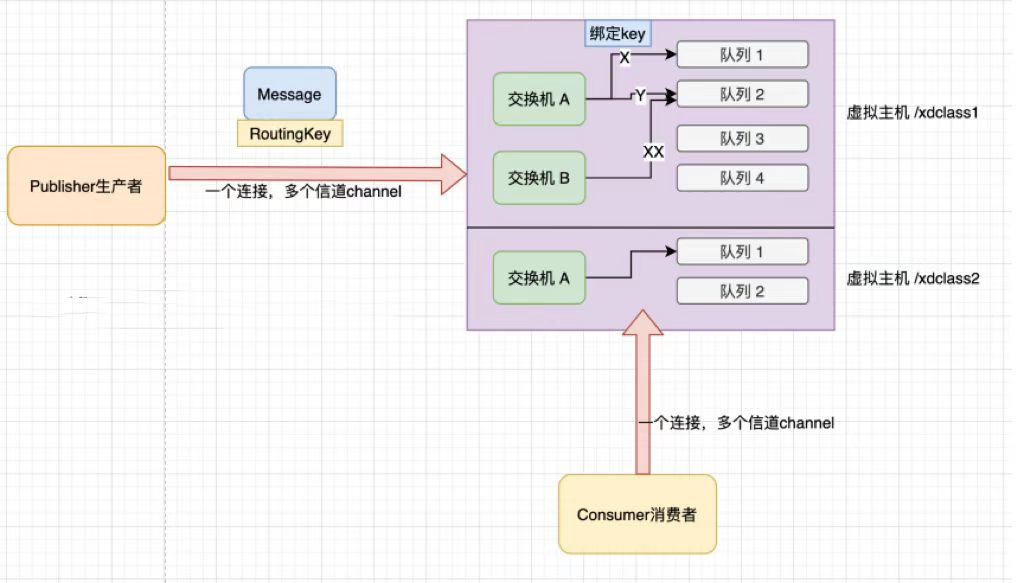 绑定key
X
队列 1
Message
交换机 A
Y
队列 2
虚拟主机 /xdclass1
RoutingKey
队列 3
XX
Publisher生产者
一个连接，多个信道channel
交换机 B
队列 4
队列 1
交换机 A
虚拟主机 /xdclass2
队列 2
一个连接，多个信道channel
Consumer消费者